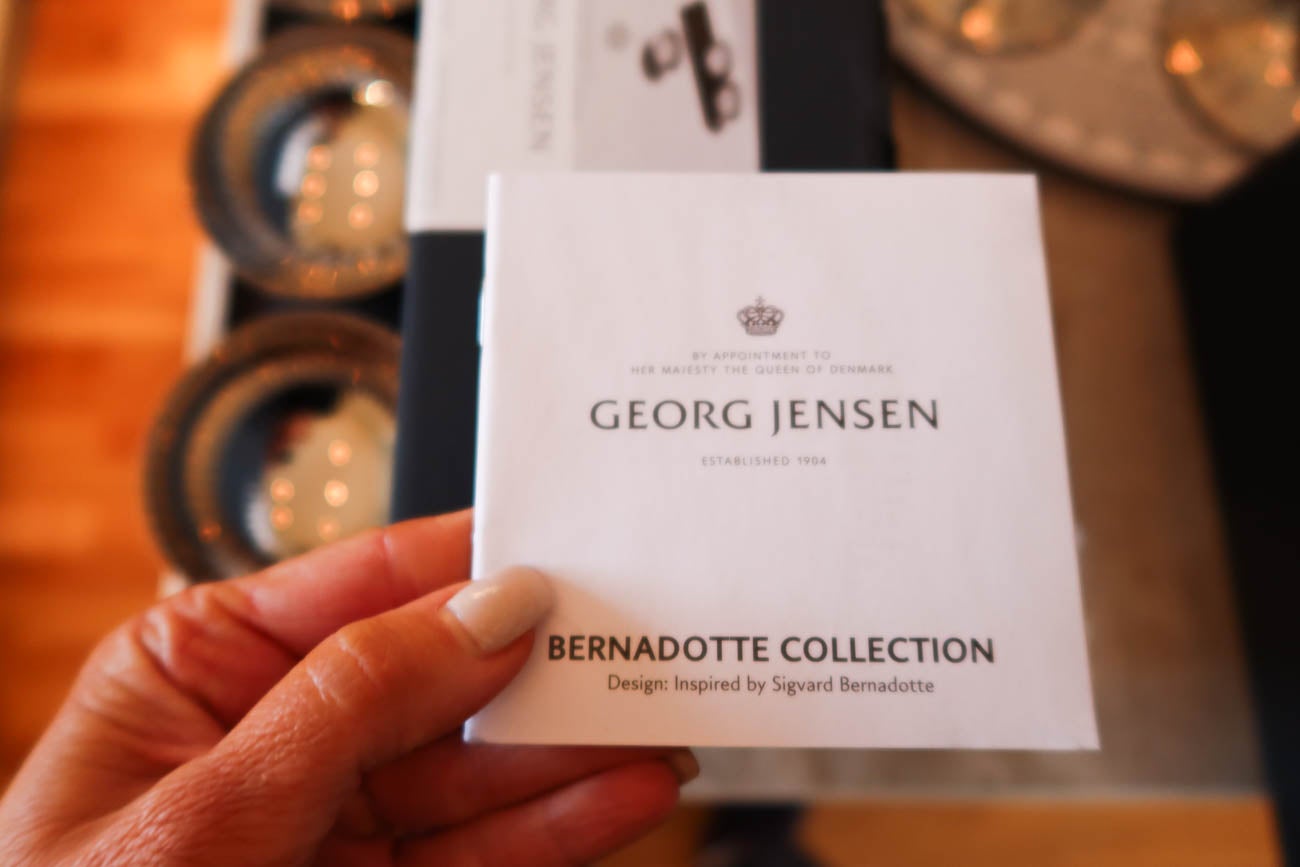 BY APPOINTMENT TO
HER MAJESTY THE QUEEN OF DENMARK
GEORG JENSEN
ESTABLISHED 1904
BERNADOTTE COLLECTION
Design: Inspired by Sigvard Bernadotte
JENSEN